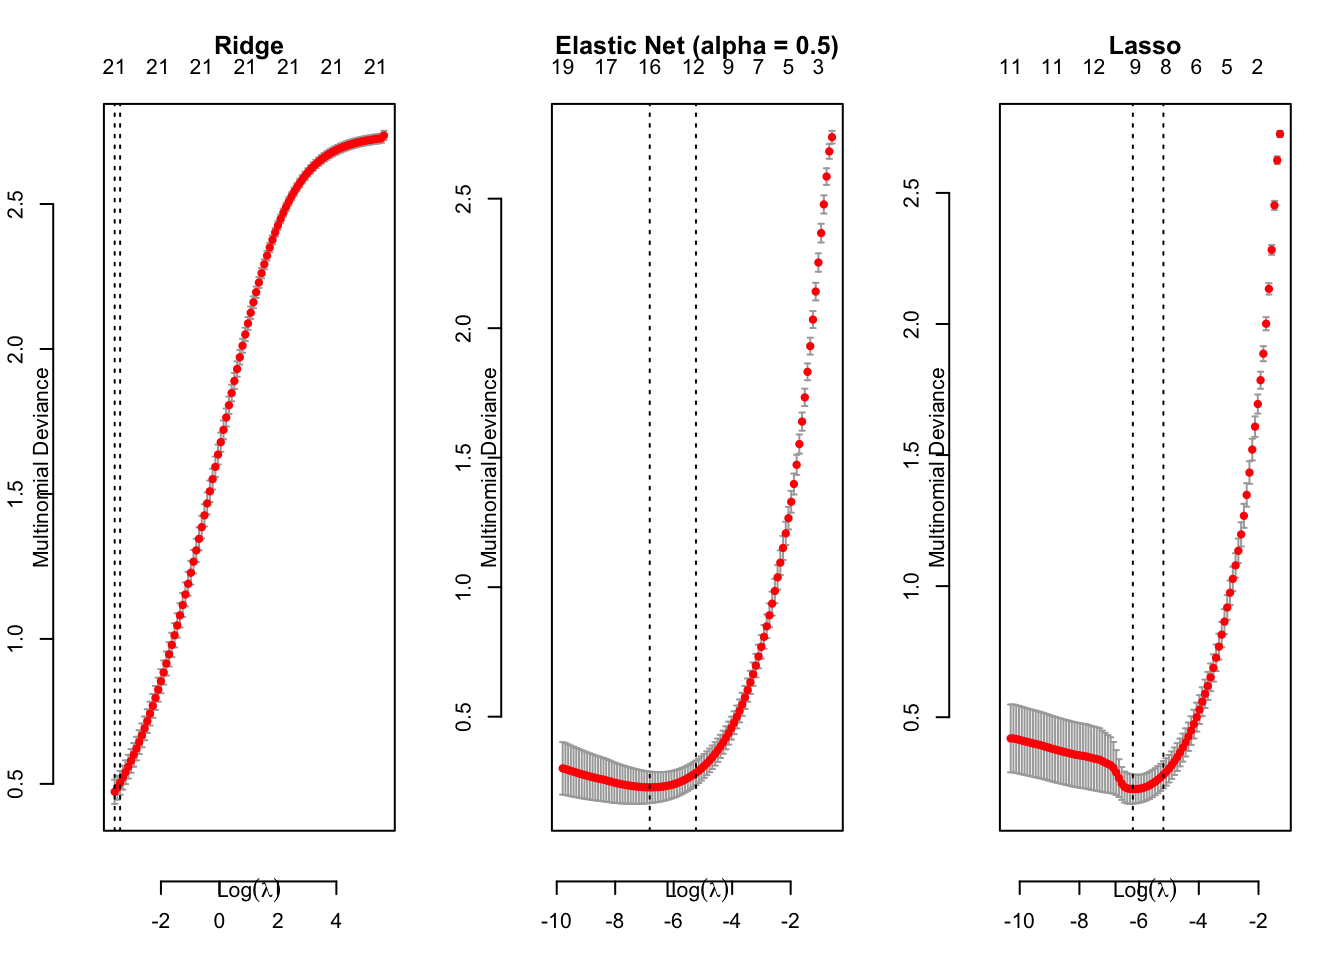 Ridge
21 21 21 21 21 21 21
2.5
2.0
1.5
1.0
0.5
Multinomial Deviance
-2 0 2 4
Log(λ)
Elastic Net (alpha = 0.5)
19 17 16 12 9 7 5 3
2.5
2.0
1.5
1.0
0.5
Multinomial Deviance
-10 -8 -6 -4 -2
Log(λ)
Lasso
11 11 12 9 8 6 5 2
2.5
2.0
1.5
1.0
0.5
Multinomial Deviance
-10 -8 -6 -4 -2
Log(λ)